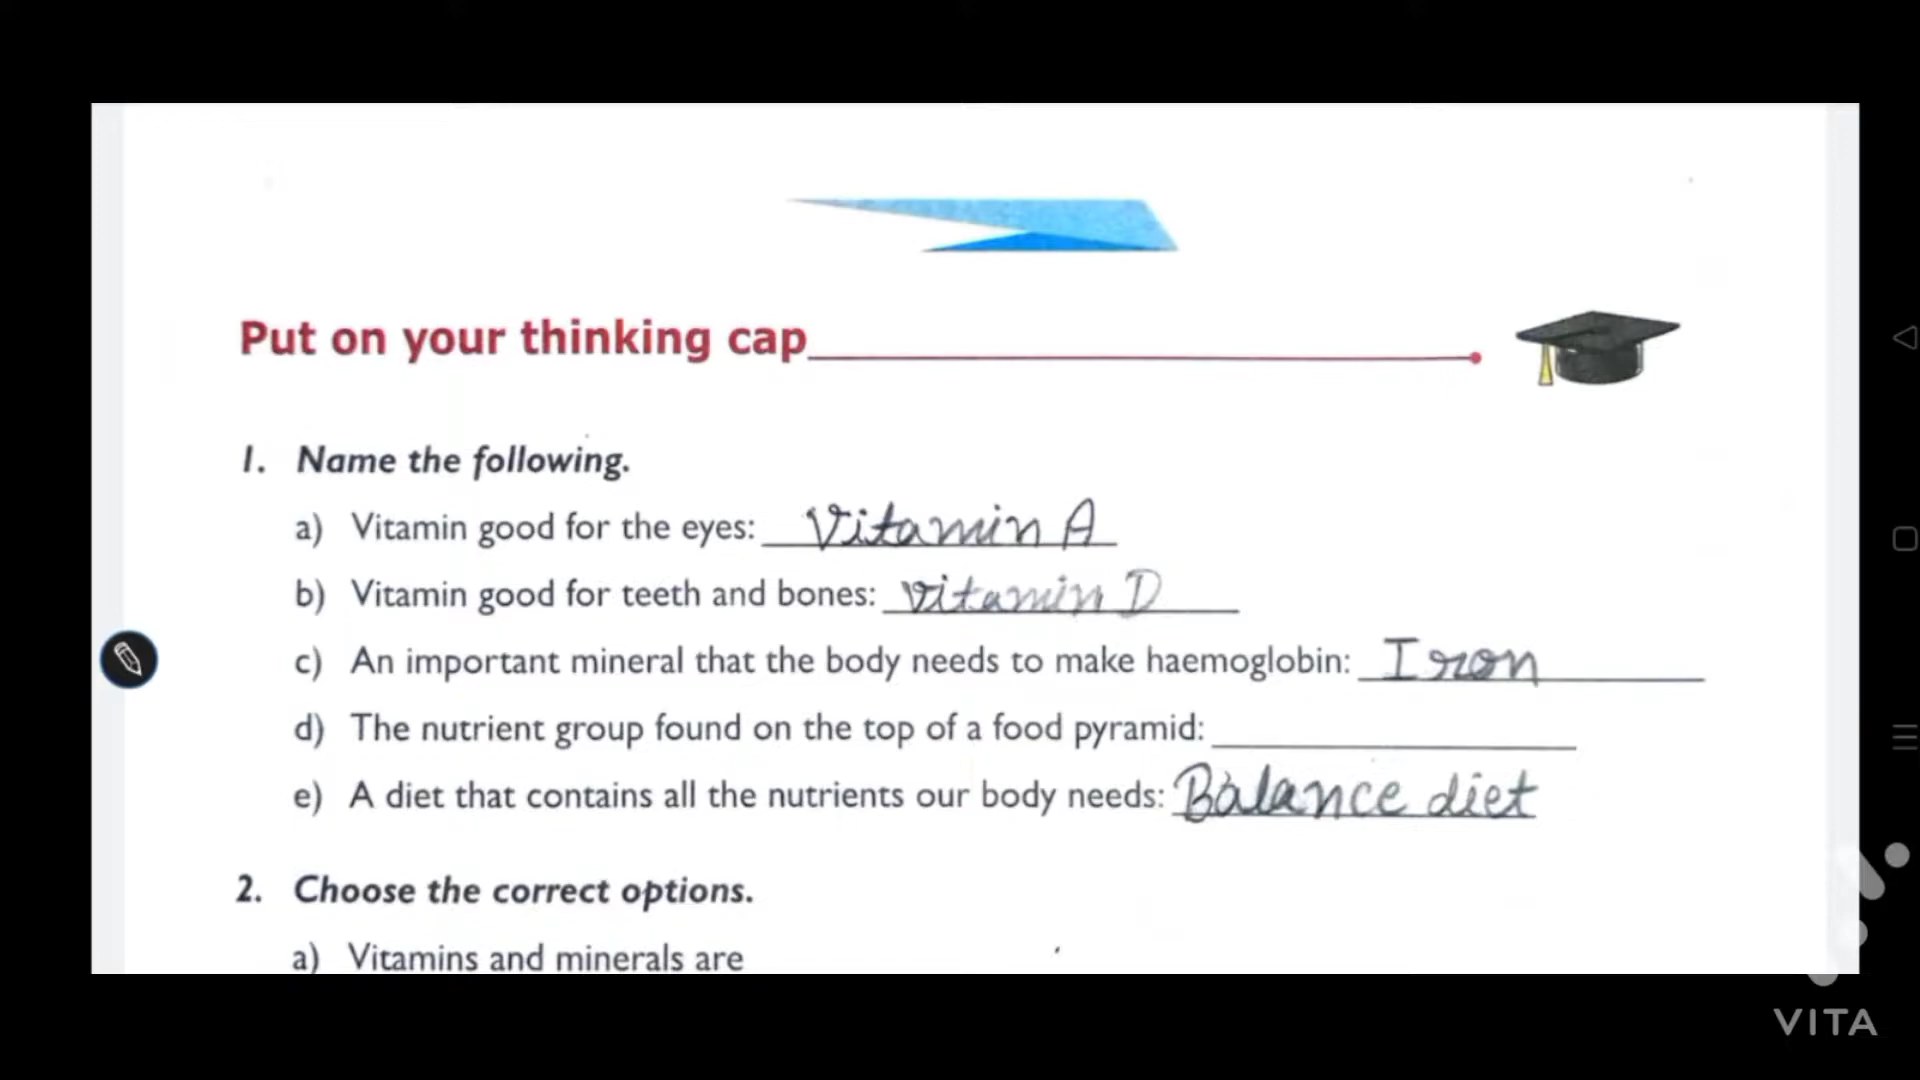 Put on your thinking cap
1. Name the following.
a) Vitamin good for the eyes: Vitamin A
b) Vitamin good for teeth and bones: Vitamin D
c) An important mineral that the body needs to make haemoglobin: Iron
d) The nutrient group found on the top of a food pyramid:
e) A diet that contains all the nutrients our body needs: Balance diet
2. Choose the correct options.
a) Vitamins and minerals are
VITA